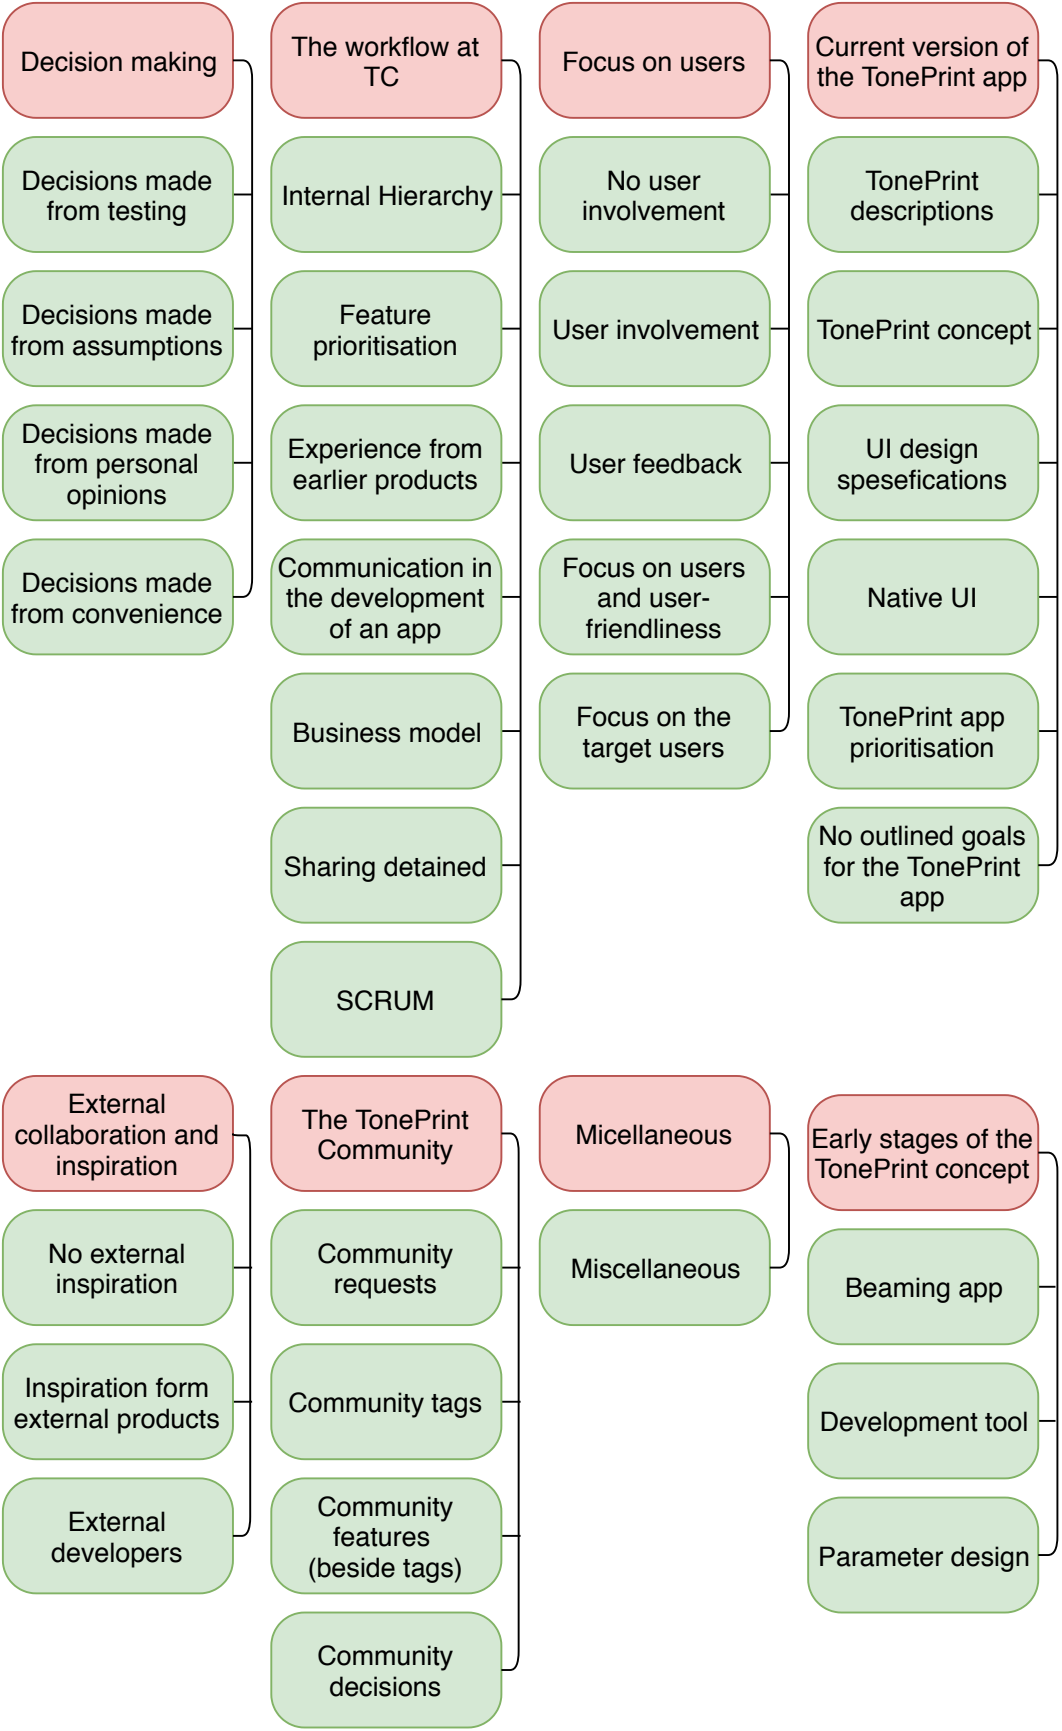 Decision making
Decisions made
from testing
Decisions made
from assumptions
Decisions made
from personal
opinions
Decisions made
from convenience
The workflow at
TC
Internal Hierarchy
Feature
prioritisation
Experience from
earlier products
Communication in
the development
of an app
Business model
Sharing detained
SCRUM
Focus on users
No user
involvement
User involvement
User feedback
Focus on users
and user-
friendliness
Focus on the
target users
Current version of
the TonePrint app
TonePrint
descriptions
TonePrint concept
UI design
spesefications
Native UI
TonePrint app
prioritisation
No outlined goals
for the TonePrint
app
External
collaboration and
inspiration
No external
inspiration
Inspiration form
external products
External
developers
The TonePrint
Community
Community
requests
Community tags
Community
features
(beside tags)
Community
decisions
Micellaneous
Miscellaneous
Early stages of the
TonePrint concept
Beaming app
Development tool
Parameter design